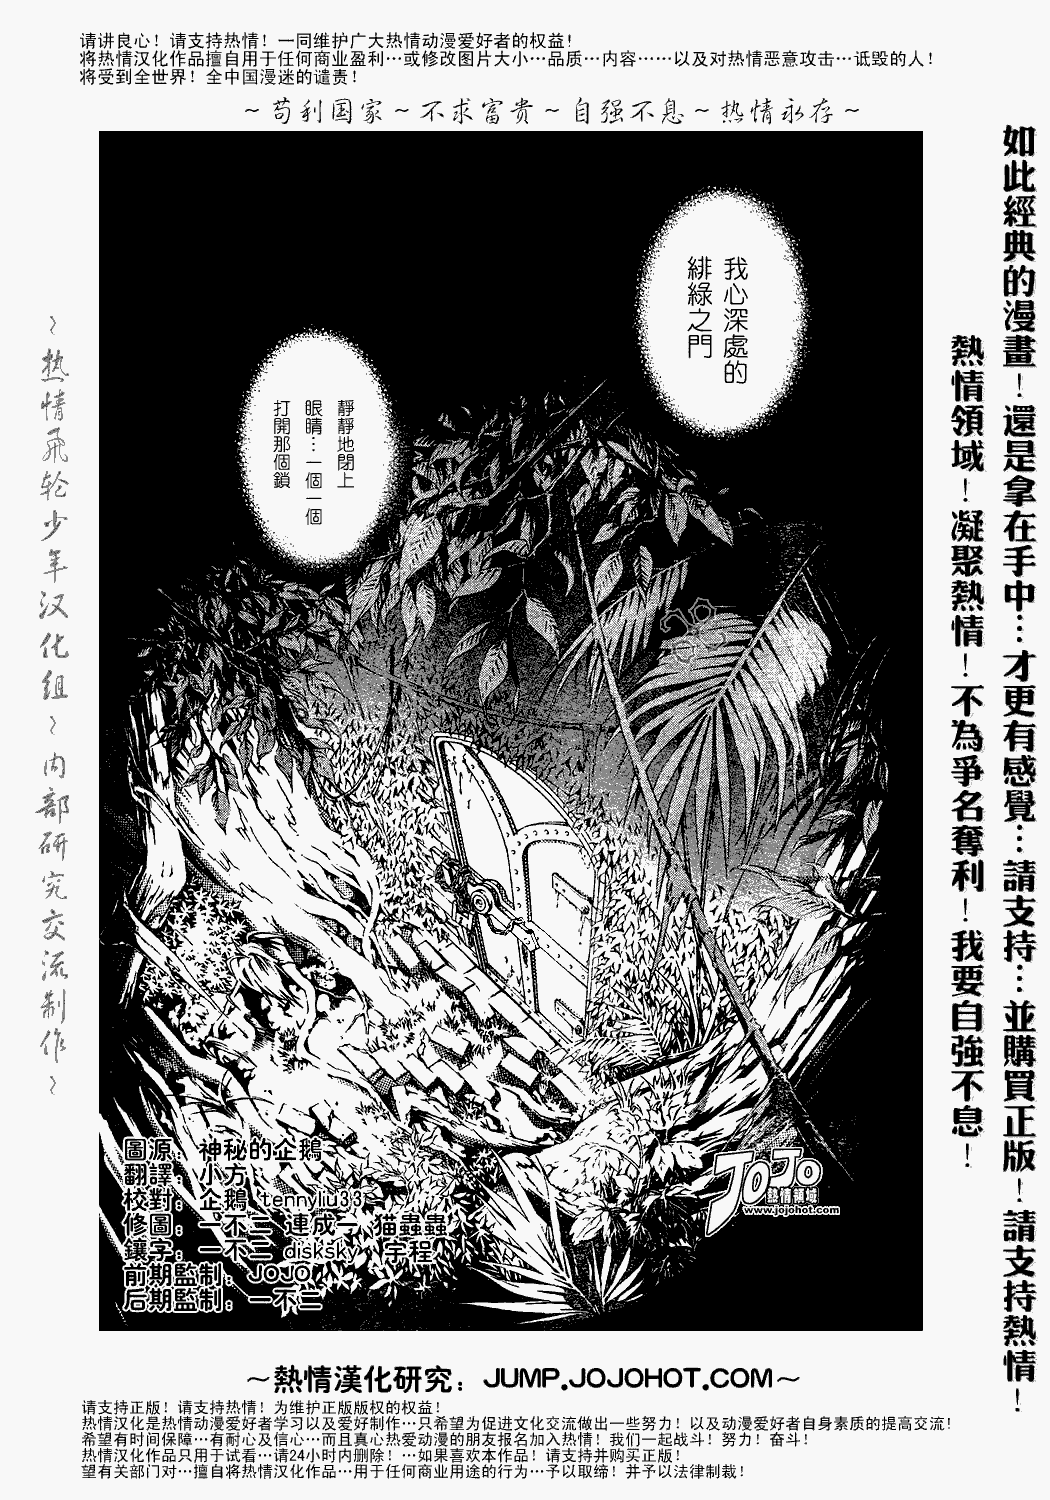 请讲良心！请支持热情！一同维护广大热情动漫爱好者的权益！
将热情汉化作品擅自用于任何商业盈利…或修改图片大小…品质…内容……以及对热情恶意攻击…诋毁的人！
将受到全世界！全中国漫迷的谴责！
～苟利国家～不求富贵～自强不息～热情永存～
如此經典的漫畫！還是拿在手中…才更有感覺…請支持…並購買正版！請支持熱情！
熱情領域！凝聚熱情！不為爭名奪利！我要自強不息！
我心深處的
緋綠之門
靜靜地閉上
眼睛…一個一個
打開那個鎖
～热情飛轮少年汉化组～内部研究交流制作～
圖源：神秘的企鵝
翻譯：小方
校對：企鵝 tennyliu33
修圖：一不二 連成一 猫蟲蟲
鑲字：一不二 disksky 宇程
前期監制：JOJO
后期監制：一不二
JOJO
熱情領域
www.jojohot.com
～熱情漢化研究：JUMP.JOJOHOT.COM～
请支持正版！请支持热情！为维护正版版权的权益！
热情汉化是热情动漫爱好者学习以及爱好制作…只希望为促进文化交流做出一些努力！以及动漫爱好者自身素质的提高交流！
希望有时间保障…有耐心及信心…而且真心热爱动漫的朋友报名加入热情！我们一起战斗！努力！奋斗！
热情汉化作品只用于试看…请24小时内删除！…如果喜欢本作品！请支持并购买正版！
望有关部门对…擅自将热情汉化作品…用于任何商业用途的行为…予以取缔！并予以法律制裁！